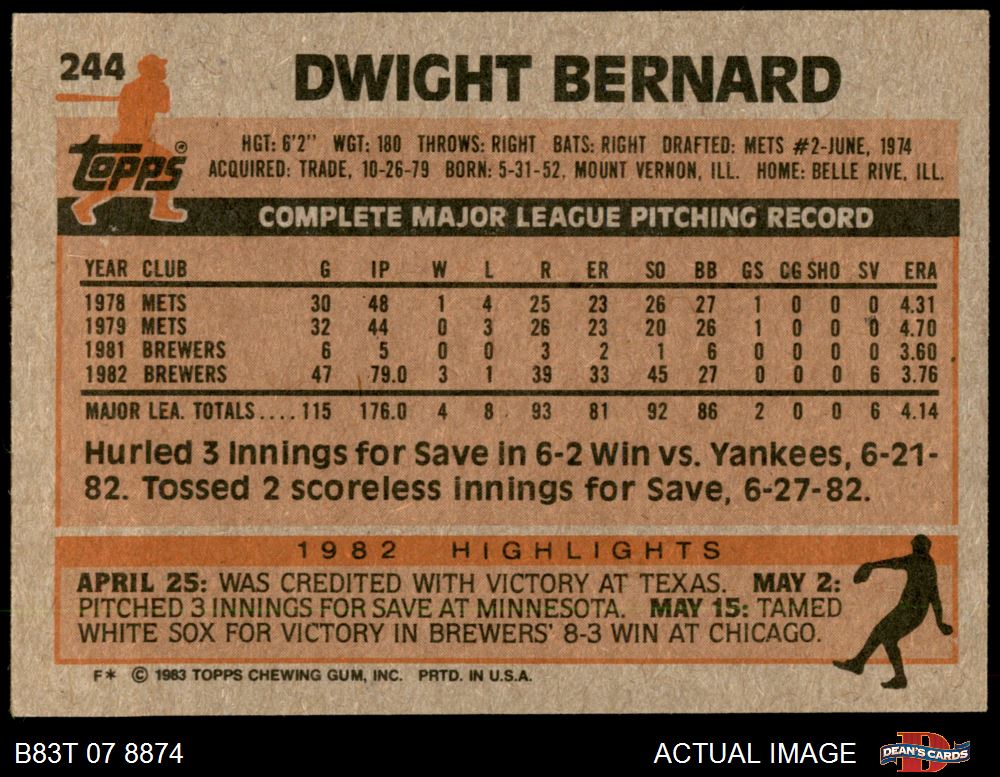 244 DWIGHT BERNARD
topps®
HGT: 6'2'' WGT: 180 THROWS: RIGHT BATS: RIGHT DRAFTED: METS #2-JUNE, 1974
ACQUIRED: TRADE, 10-26-79 BORN: 5-31-52, MOUNT VERNON, ILL. HOME: BELLE RIVE, ILL.
COMPLETE MAJOR LEAGUE PITCHING RECORD
YEAR CLUB G IP W L R ER SO BB GS CG SHO SV ERA
1978 METS 30 48 1 4 25 23 26 27 1 0 0 0 4.31
1979 METS 32 44 0 3 26 23 20 26 1 0 0 0 4.70
1981 BREWERS 6 5 0 0 3 2 1 6 0 0 0 0 3.60
1982 BREWERS 47 79.0 3 1 39 33 45 27 0 0 0 6 3.76
MAJOR LEA. TOTALS.... 115 176.0 4 8 93 81 92 86 2 0 0 6 4.14
Hurled 3 Innings for Save in 6-2 Win vs. Yankees, 6-21-
82. Tossed 2 scoreless innings for Save, 6-27-82.
1982 HIGHLIGHTS
APRIL 25: WAS CREDITED WITH VICTORY AT TEXAS. MAY 2:
PITCHED 3 INNINGS FOR SAVE AT MINNESOTA. MAY 15: TAMED
WHITE SOX FOR VICTORY IN BREWERS' 8-3 WIN AT CHICAGO.
F* © 1983 TOPPS CHEWING GUM, INC. PRTD. IN U.S.A.
B83T 07 8874 ACTUAL IMAGE DEAN'S CARDS